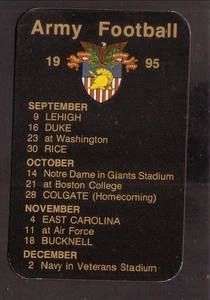 Army Football
19 95
SEPTEMBER
9 LEHIGH
16 DUKE
23 at Washington
30 RICE
OCTOBER
14 Notre Dame in Giants Stadium
21 at Boston College
28 COLGATE (Homecoming)
NOVEMBER
4 EAST CAROLINA
11 at Air Force
18 BUCKNELL
DECEMBER
2 Navy in Veterans Stadium